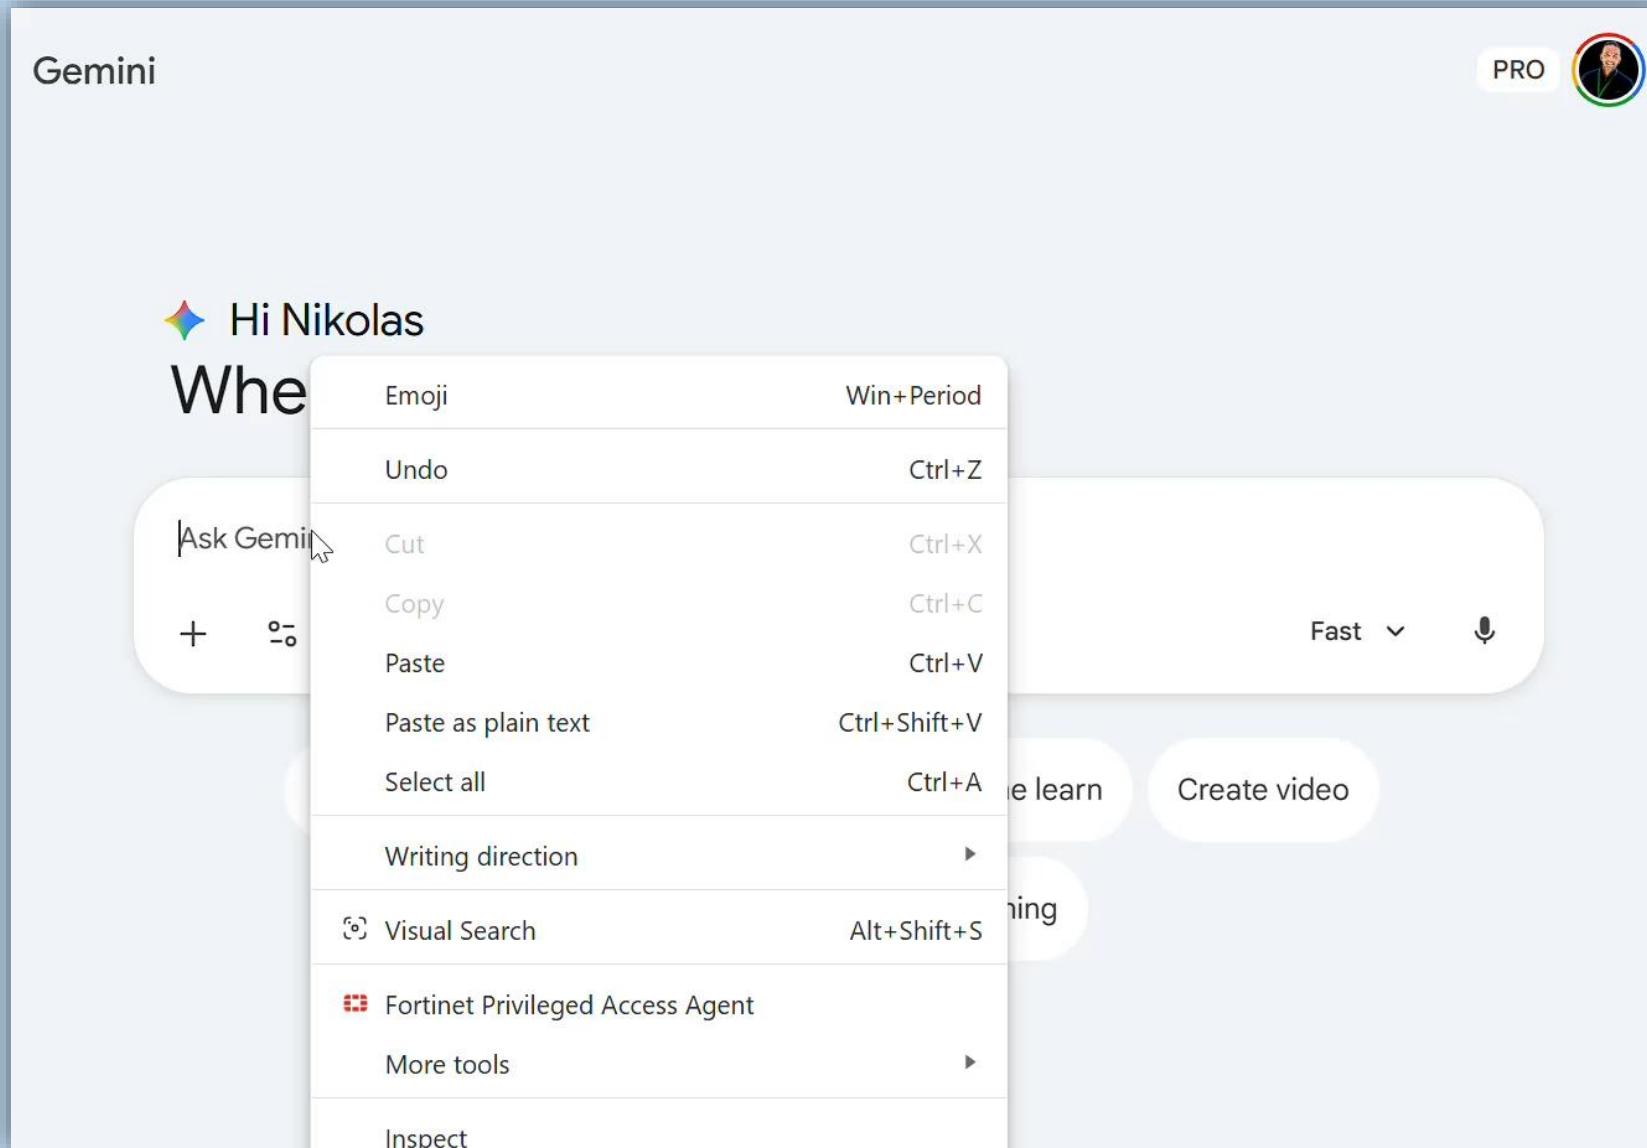 Gemini
PRO
Hi Nikolas
Whe
Emoji Win+Period
Undo Ctrl+Z
Ask Gemin
Cut Ctrl+X
Copy Ctrl+C
Fast
Paste Ctrl+V
Paste as plain text Ctrl+Shift+V
Select all Ctrl+A
e learn
Create video
Writing direction
ning
Visual Search Alt+Shift+S
Fortinet Privileged Access Agent
More tools
Inspect